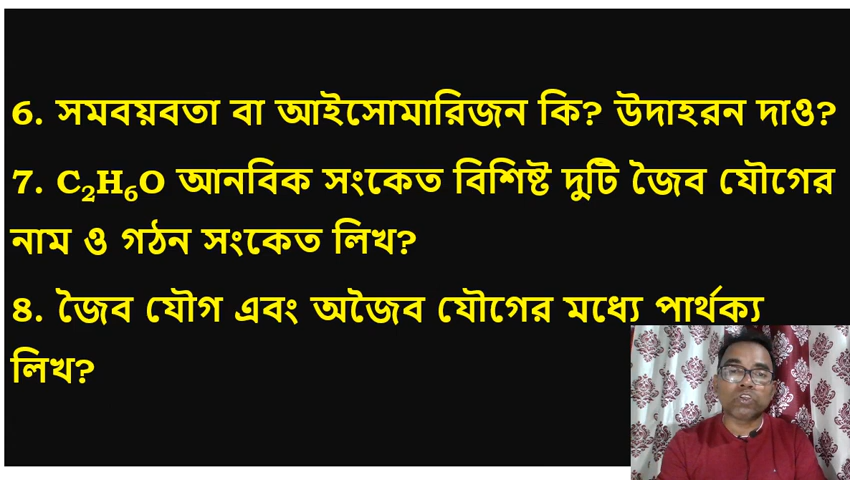 6. সমবয়বতা বা আইসোমারিজন কি? উদাহরন দাও?
7. C₂H₆O আনবিক সংকেত বিশিষ্ট দুটি জৈব যৌগের
নাম ও গঠন সংকেত লিখ?
৪. জৈব যৌগ এবং অজৈব যৌগের মধ্যে পার্থক্য
লিখ?